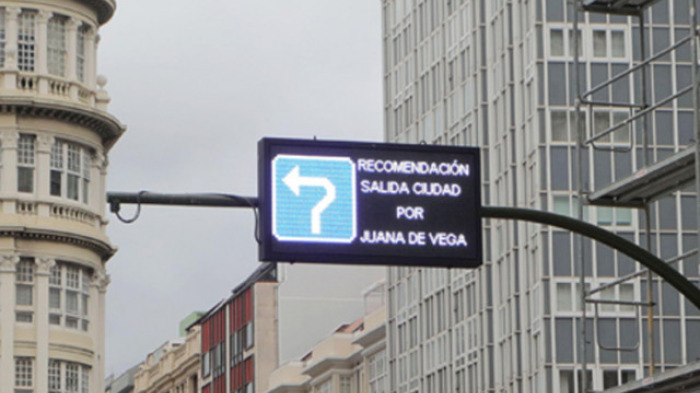 RECOMENDACIÓN
SALIDA CIUDAD
POR
JUANA DE VEGA